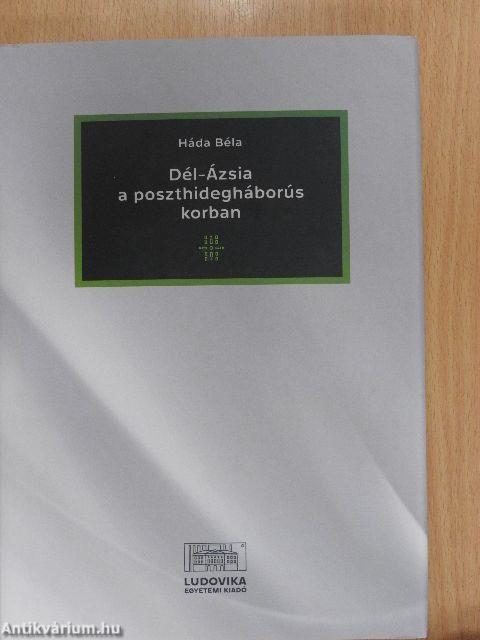 Háda Béla
Dél-Ázsia
a poszthidegháborús
korban
LUDOVIKA
EGYETEMI KIADÓ
Antikvárium.hu